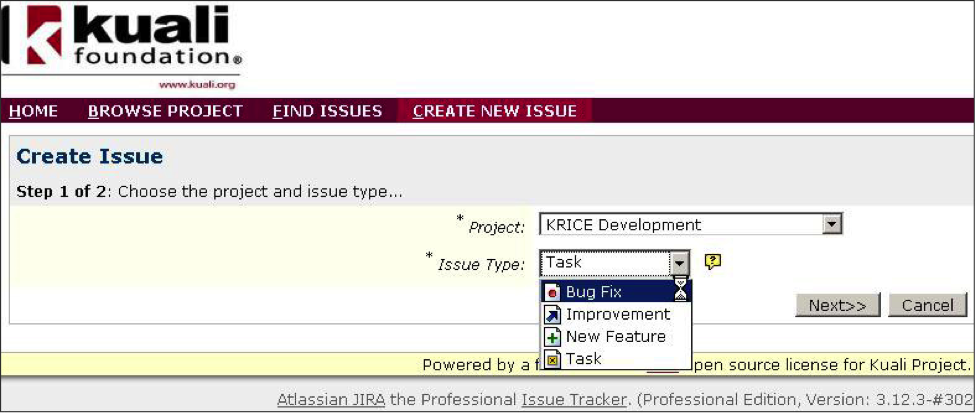 kuali
foundation®
www.kuali.org
HOME BROWSE PROJECT FIND ISSUES CREATE NEW ISSUE
Create Issue
Step 1 of 2: Choose the project and issue type...
* Project: KRICE Development
* Issue Type: Task
Bug Fix
Improvement
New Feature
Task
Next>> Cancel
Powered by a f pen source license for Kuali Project.
Atlassian JIRA the Professional Issue Tracker. (Professional Edition, Version: 3.12.3-#302